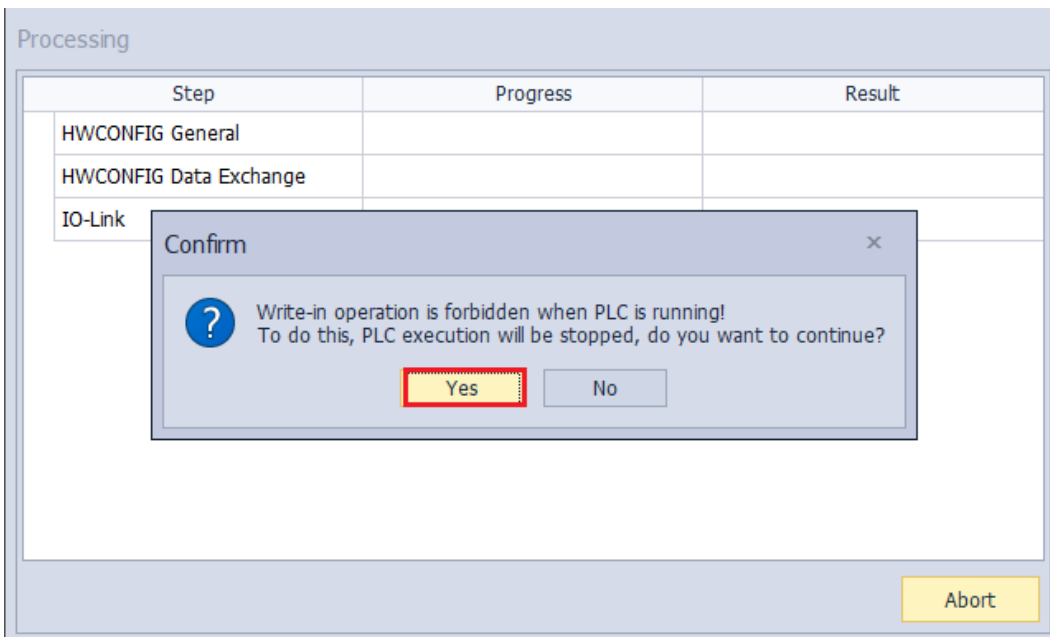 Processing
Step Progress Result
HWCONFIG General
HWCONFIG Data Exchange
IO-Link
Confirm
Write-in operation is forbidden when PLC is running!
To do this, PLC execution will be stopped, do you want to continue?
Yes No
Abort